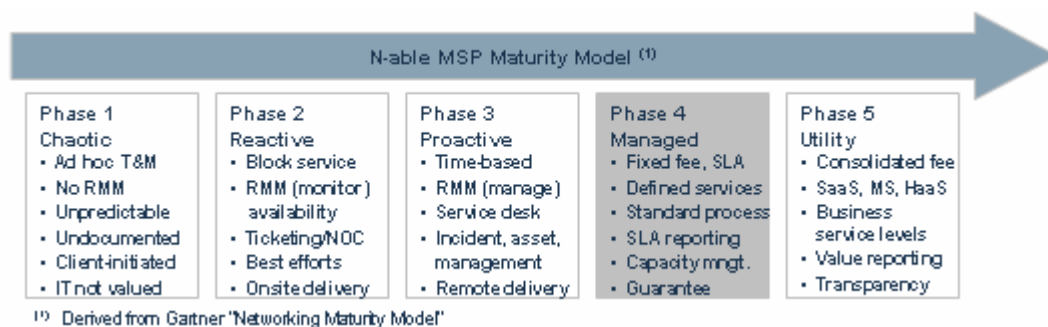 N-able MSP Maturity Model (1)
Phase 1
Chaotic
• Ad hoc T&M
• No RMM
• Unpredictable
• Undocumented
• Client-initiated
• IT not valued
Phase 2
Reactive
• Block service
• RMM (monitor)
availability
• Ticketing/NOC
• Best efforts
• Onsite delivery
Phase 3
Proactive
• Time-based
• RMM (manage)
• Service desk
• Incident, asset,
management
• Remote delivery
Phase 4
Managed
• Fixed fee, SLA
• Defined services
• Standard process
• SLA reporting
• Capacity mngt.
• Guarantee
Phase 5
Utility
• Consolidated fee
• SaaS, MS, HaaS
• Business
service levels
• Value reporting
• Transparency
(1) Derived from Gartner "Networking Maturity Model"